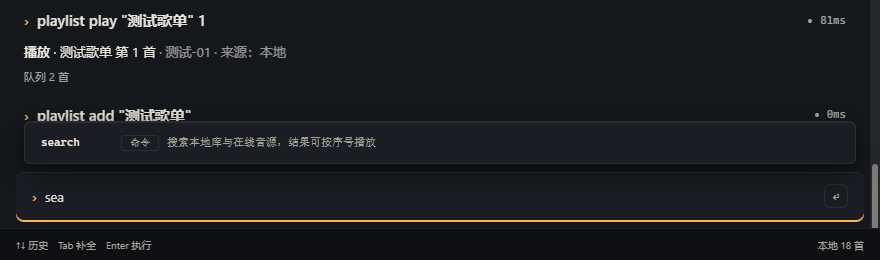 › playlist play "测试歌单" 1 • 81ms
播放 · 测试歌单 第 1 首 · 测试-01 · 来源：本地
队列 2 首
› playlist add "测试歌单" • 0ms
search 命令 搜索本地库与在线音源，结果可按序号播放
› sea ↵
↑↓ 历史 Tab 补全 Enter 执行 本地 18 首